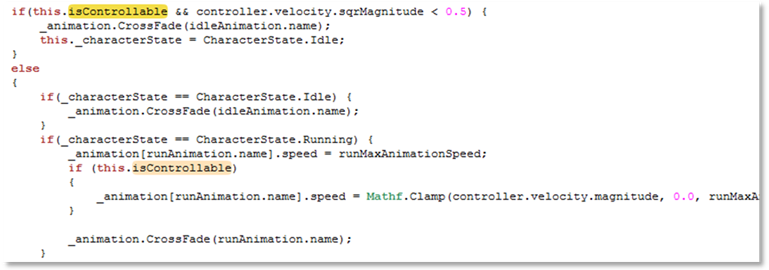 if(this.isControllable && controller.velocity.sqrMagnitude < 0.5) {
_animation.CrossFade(idleAnimation.name);
this._characterState = CharacterState.Idle;
}
else
{
if(_characterState == CharacterState.Idle) {
_animation.CrossFade(idleAnimation.name);
}
if(_characterState == CharacterState.Running) {
_animation[runAnimation.name].speed = runMaxAnimationSpeed;
if (this.isControllable)
{
_animation[runAnimation.name].speed = Mathf.Clamp(controller.velocity.magnitude, 0.0, runMaxA
}
_animation.CrossFade(runAnimation.name);
}